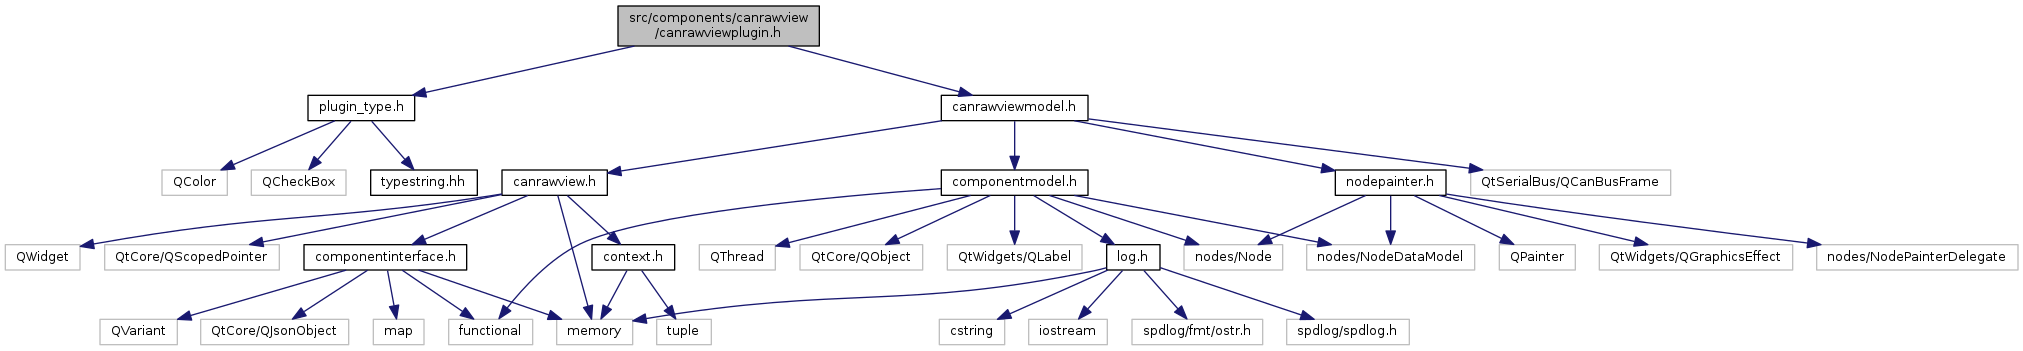 src/components/canrawview
/canrawviewplugin.h
plugin_type.h
canrawviewmodel.h
QColor
QCheckBox
typestring.hh
canrawview.h
componentmodel.h
nodepainter.h
QtSerialBus/QCanBusFrame
QWidget
QtCore/QScopedPointer
componentinterface.h
context.h
QThread
QtCore/QObject
QtWidgets/QLabel
log.h
nodes/Node
nodes/NodeDataModel
QPainter
QtWidgets/QGraphicsEffect
nodes/NodePainterDelegate
QVariant
QtCore/QJsonObject
map
functional
memory
tuple
cstring
iostream
spdlog/fmt/ostr.h
spdlog/spdlog.h